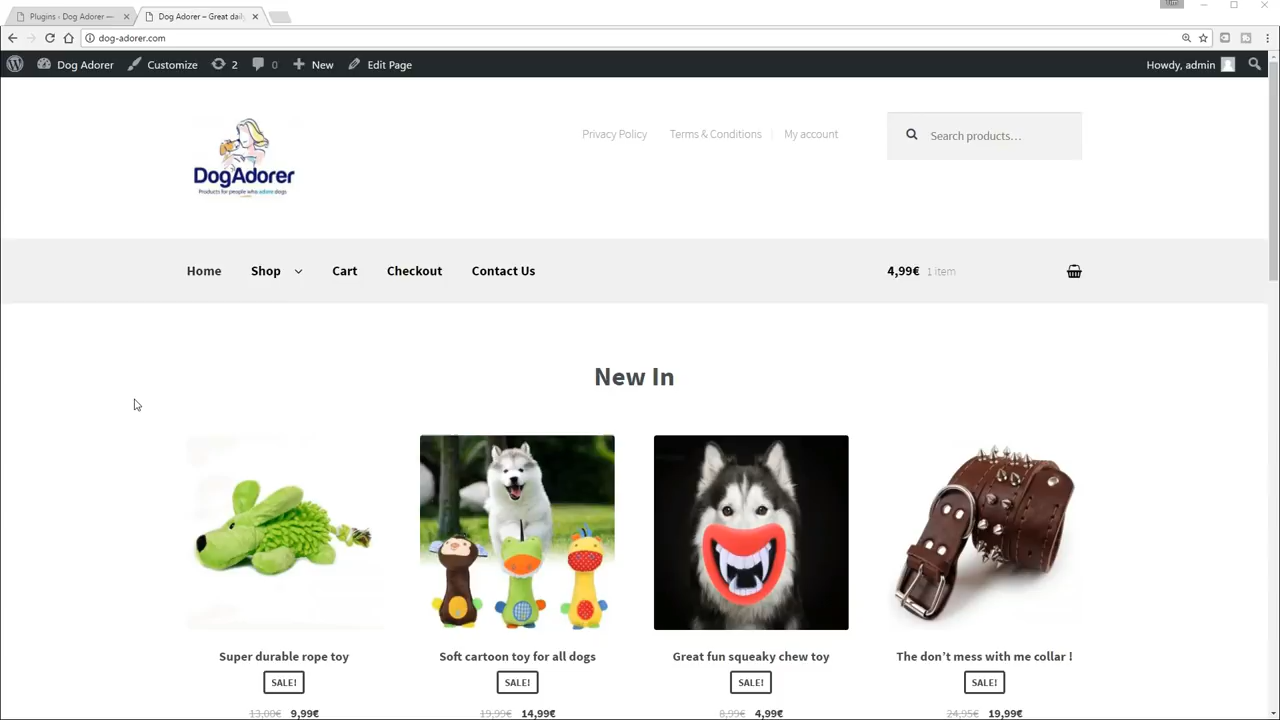 Plugins ‹ Dog Adorer —
Dog Adorer – Great dail
dog-adorer.com
Dog Adorer
Customize
2
0
New
Edit Page
Howdy, admin
DogAdorer
Products for people who adore dogs
Privacy Policy
Terms & Conditions
My account
Search products…
Home
Shop
Cart
Checkout
Contact Us
4,99€ 1 item
New In
Super durable rope toy
SALE!
13,00€ 9,99€
Soft cartoon toy for all dogs
SALE!
19,99€ 14,99€
Great fun squeaky chew toy
SALE!
8,99€ 4,99€
The don’t mess with me collar !
SALE!
24,95€ 19,99€